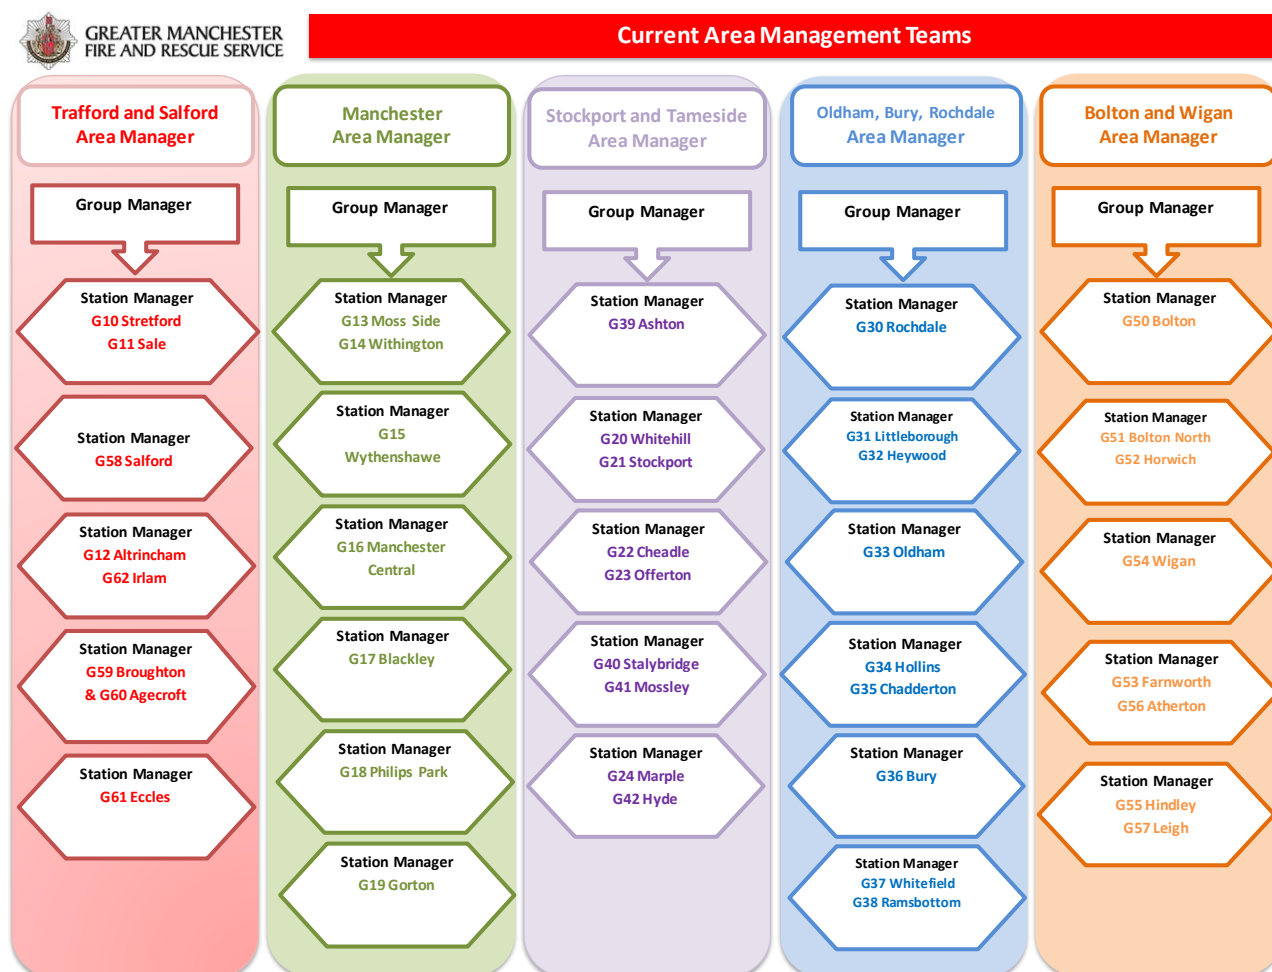 GREATER MANCHESTER
FIRE AND RESCUE SERVICE
Current Area Management Teams
Trafford and Salford
Area Manager
Group Manager
Station Manager
G10 Stretford
G11 Sale
Station Manager
G58 Salford
Station Manager
G12 Altrincham
G62 Irlam
Station Manager
G59 Broughton
& G60 Agecroft
Station Manager
G61 Eccles
Manchester
Area Manager
Group Manager
Station Manager
G13 Moss Side
G14 Withington
Station Manager
G15
Wythenshawe
Station Manager
G16 Manchester
Central
Station Manager
G17 Blackley
Station Manager
G18 Philips Park
Station Manager
G19 Gorton
Stockport and Tameside
Area Manager
Group Manager
Station Manager
G39 Ashton
Station Manager
G20 Whitehill
G21 Stockport
Station Manager
G22 Cheadle
G23 Offerton
Station Manager
G40 Stalybridge
G41 Mossley
Station Manager
G24 Marple
G42 Hyde
Oldham, Bury, Rochdale
Area Manager
Group Manager
Station Manager
G30 Rochdale
Station Manager
G31 Littleborough
G32 Heywood
Station Manager
G33 Oldham
Station Manager
G34 Hollins
G35 Chadderton
Station Manager
G36 Bury
Station Manager
G37 Whitefield
G38 Ramsbottom
Bolton and Wigan
Area Manager
Group Manager
Station Manager
G50 Bolton
Station Manager
G51 Bolton North
G52 Horwich
Station Manager
G54 Wigan
Station Manager
G53 Farnworth
G56 Atherton
Station Manager
G55 Hindley
G57 Leigh